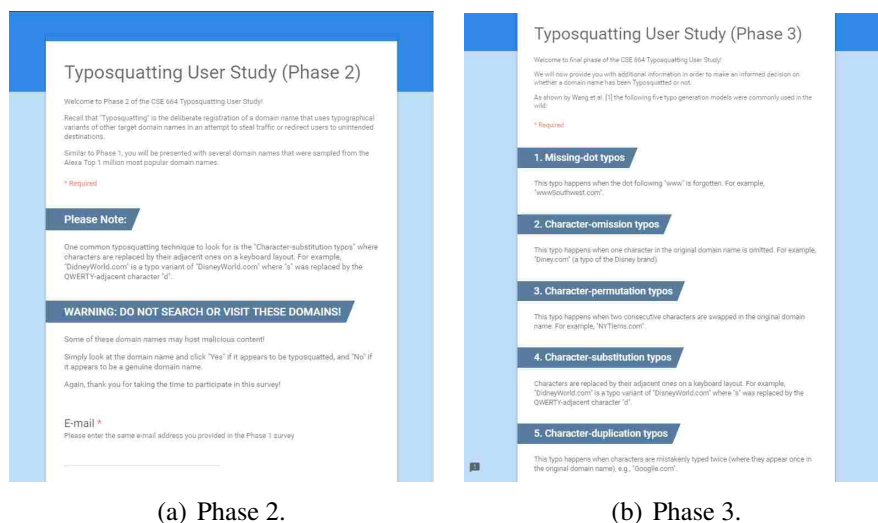 Typosquatting User Study (Phase 2)
Welcome to Phase 2 of the CSE 664 Typosquatting User Study!
Recall that "Typosquatting" is the deliberate registration of a domain name that uses typographical
variants of other target domain names in an attempt to steal traffic or redirect users to unintended
destinations.
Similar to Phase 1, you will be presented with several domain names that were sampled from the
Alexa Top 1 million most popular domain names.
* Required
Please Note:
One common typosquatting technique to look for is the "Character-substitution typos" where
characters are replaced by their adjacent ones on a keyboard layout. For example,
"DidneyWorld.com" is a typo variant of "DisneyWorld.com" where "s" was replaced by the
QWERTY-adjacent character "d".
WARNING: DO NOT SEARCH OR VISIT THESE DOMAINS!
Some of these domain names may host malicious content!
Simply look at the domain name and click "Yes" if it appears to be typosquatted, and "No" if
it appears to be a genuine domain name.
Again, thank you for taking the time to participate in this survey!
E-mail *
Please enter the same e-mail address you provided in the Phase 1 survey
(a) Phase 2.
Typosquatting User Study (Phase 3)
Welcome to final phase of the CSE 664 Typosquatting User Study!
We will now provide you with additional information in order to make an informed decision on
whether a domain name has been Typosquatted or not.
As shown by Wang et al. [1] the following five typo generation models were commonly used in the
wild:
* Required
1. Missing-dot typos
This typo happens when the dot following "www" is forgotten. For example,
"wwwSouthwest.com".
2. Character-omission typos
This typo happens when one character in the original domain name is omitted. For example,
"Diney.com" (a typo of the Disney brand)
3. Character-permutation typos
This typo happens when two consecutive characters are swapped in the original domain
name. For example, "NYTiems.com".
4. Character-substitution typos
Characters are replaced by their adjacent ones on a keyboard layout. For example,
"DidneyWorld.com" is a typo variant of "DisneyWorld.com" where "s" was replaced by the
QWERTY-adjacent character "d".
5. Character-duplication typos
This typo happens when characters are mistakenly typed twice (where they appear once in
the original domain name), e.g., "Googlle.com".
(b) Phase 3.